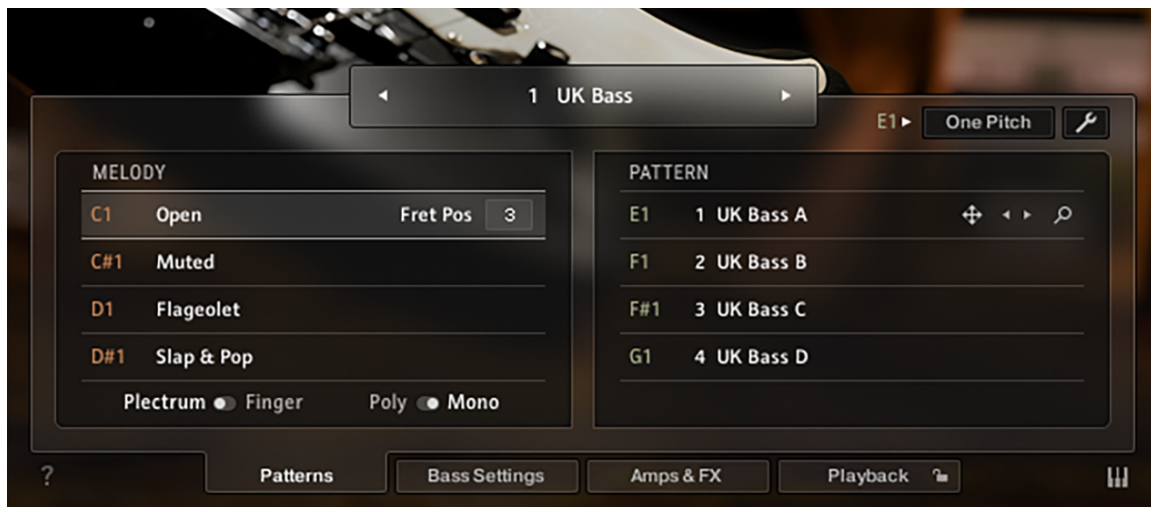 1 UK Bass
E1 One Pitch
MELODY
C1 Open Fret Pos 3
C#1 Muted
D1 Flageolet
D#1 Slap & Pop
Plectrum Finger Poly Mono
PATTERN
E1 1 UK Bass A
F1 2 UK Bass B
F#1 3 UK Bass C
G1 4 UK Bass D
? Patterns Bass Settings Amps & FX Playback